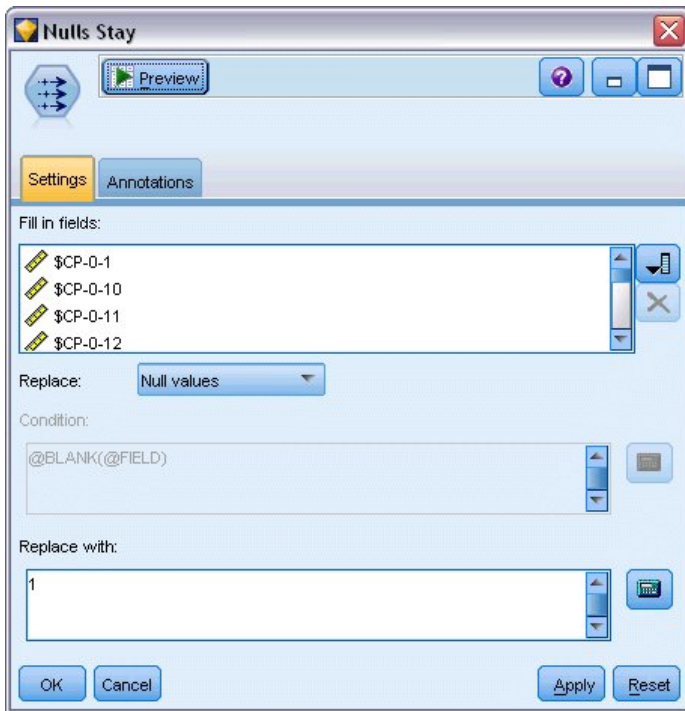 Nulls Stay
Preview
Settings Annotations
Fill in fields:
$CP-0-1
$CP-0-10
$CP-0-11
$CP-0-12
Replace: Null values
Condition:
@BLANK(@FIELD)
Replace with:
1
OK Cancel Apply Reset